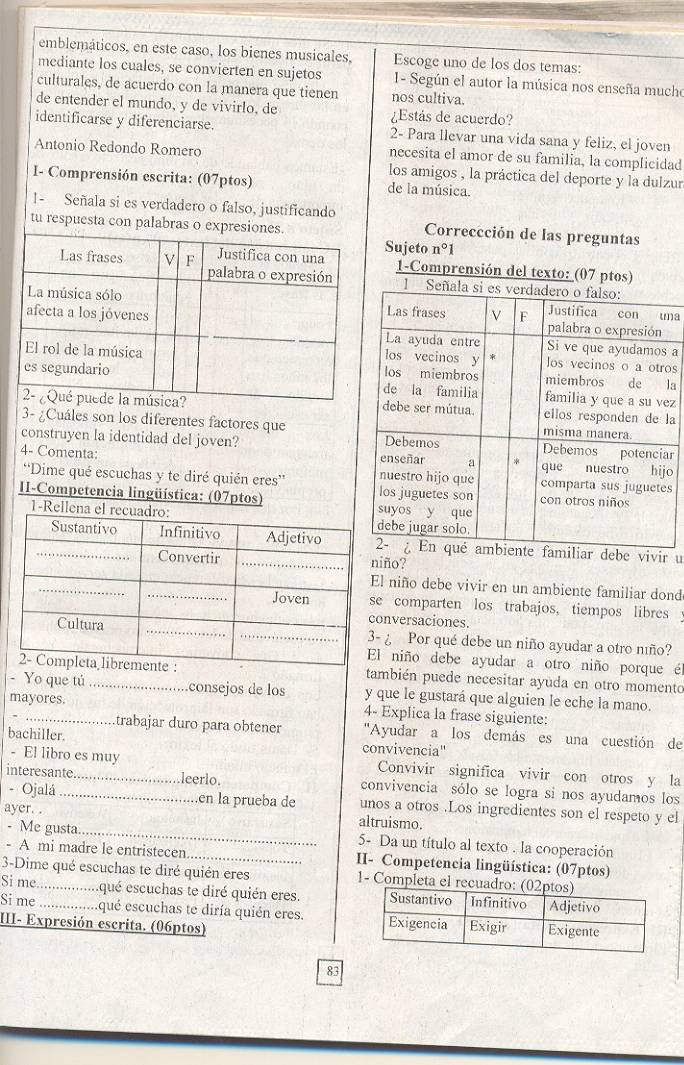 emblemáticos, en este caso, los bienes musicales,
mediante los cuales, se convierten en sujetos
culturales, de acuerdo con la manera que tienen
de entender el mundo, y de vivirlo, de
identificarse y diferenciarse.
Antonio Redondo Romero
I- Comprensión escrita: (07ptos)
1- Señala si es verdadero o falso, justificando
tu respuesta con palabras o expresiones.
Las frases V F Justifica con una
palabra o expresión
La música sólo
afecta a los jóvenes
El rol de la música
es segundario
2- ¿Qué puede de la música?
3- ¿Cuáles son los diferentes factores que
construyen la identidad del joven?
4- Comenta:
“Dime qué escuchas y te diré quién eres”
II-Competencia lingüística: (07ptos)
1-Rellena el recuadro:
Sustantivo Infinitivo Adjetivo
.................... Convertir ....................
.................... .................... Joven
Cultura .................... ....................
2- Completa libremente :
- Yo que tú ......................consejos de los
mayores.
- ....................trabajar duro para obtener
bachiller.
- El libro es muy
interesante........................leerlo.
- Ojalá ..............................en la prueba de
ayer. .
- Me gusta..................................................
- A mi madre le entristecen........................
3-Dime qué escuchas te diré quién eres
Si me..............qué escuchas te diré quién eres.
Si me .............qué escuchas te diría quién eres.
III- Expresión escrita. (06ptos)
Escoge uno de los dos temas:
1- Según el autor la música nos enseña mucho
nos cultiva.
¿Estás de acuerdo?
2- Para llevar una vida sana y feliz, el joven
necesita el amor de su familia, la complicidad
los amigos , la práctica del deporte y la dulzur
de la música.
Correccción de las preguntas
Sujeto n°1
1-Comprensión del texto: (07 ptos)
1 Señala si es verdadero o falso:
Las frases V F Justifica con una
palabra o expresión
La ayuda entre
los vecinos y
los miembros
de la familia
debe ser mútua.
*
Si ve que ayudamos a
los vecinos o a otros
miembros de la
familia y que a su vez
ellos responden de la
misma manera.
Debemos
enseñar a
nuestro hijo que
los juguetes son
suyos y que
debe jugar solo.
*
Debemos potenciar
que nuestro hijo
comparta sus juguetes
con otros niños
2- ¿ En qué ambiente familiar debe vivir u
niño?
El niño debe vivir en un ambiente familiar dond
se comparten los trabajos, tiempos libres y
conversaciones.
3- ¿ Por qué debe un niño ayudar a otro niño?
El niño debe ayudar a otro niño porque él
también puede necesitar ayuda en otro momento
y que le gustará que alguien le eche la mano.
4- Explica la frase siguiente:
"Ayudar a los demás es una cuestión de
convivencia"
Convivir significa vivir con otros y la
convivencia sólo se logra si nos ayudamos los
unos a otros .Los ingredientes son el respeto y el
altruismo.
5- Da un título al texto . la cooperación
II- Competencia lingüística: (07ptos)
1- Completa el recuadro: (02ptos)
Sustantivo Infinitivo Adjetivo
Exigencia Exigir Exigente
83